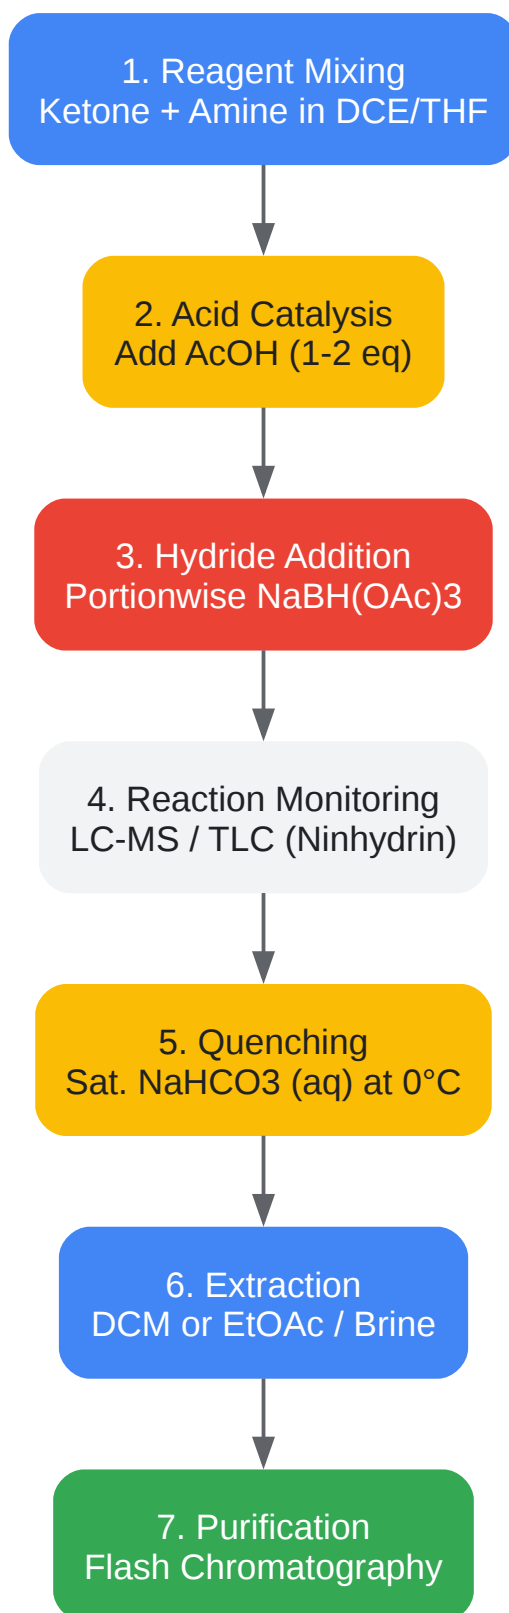 1. Reagent Mixing
Ketone + Amine in DCE/THF
2. Acid Catalysis
Add AcOH (1-2 eq)
3. Hydride Addition
Portionwise NaBH(OAc)3
4. Reaction Monitoring
LC-MS / TLC (Ninhydrin)
5. Quenching
Sat. NaHCO3 (aq) at 0°C
6. Extraction
DCM or EtOAc / Brine
7. Purification
Flash Chromatography